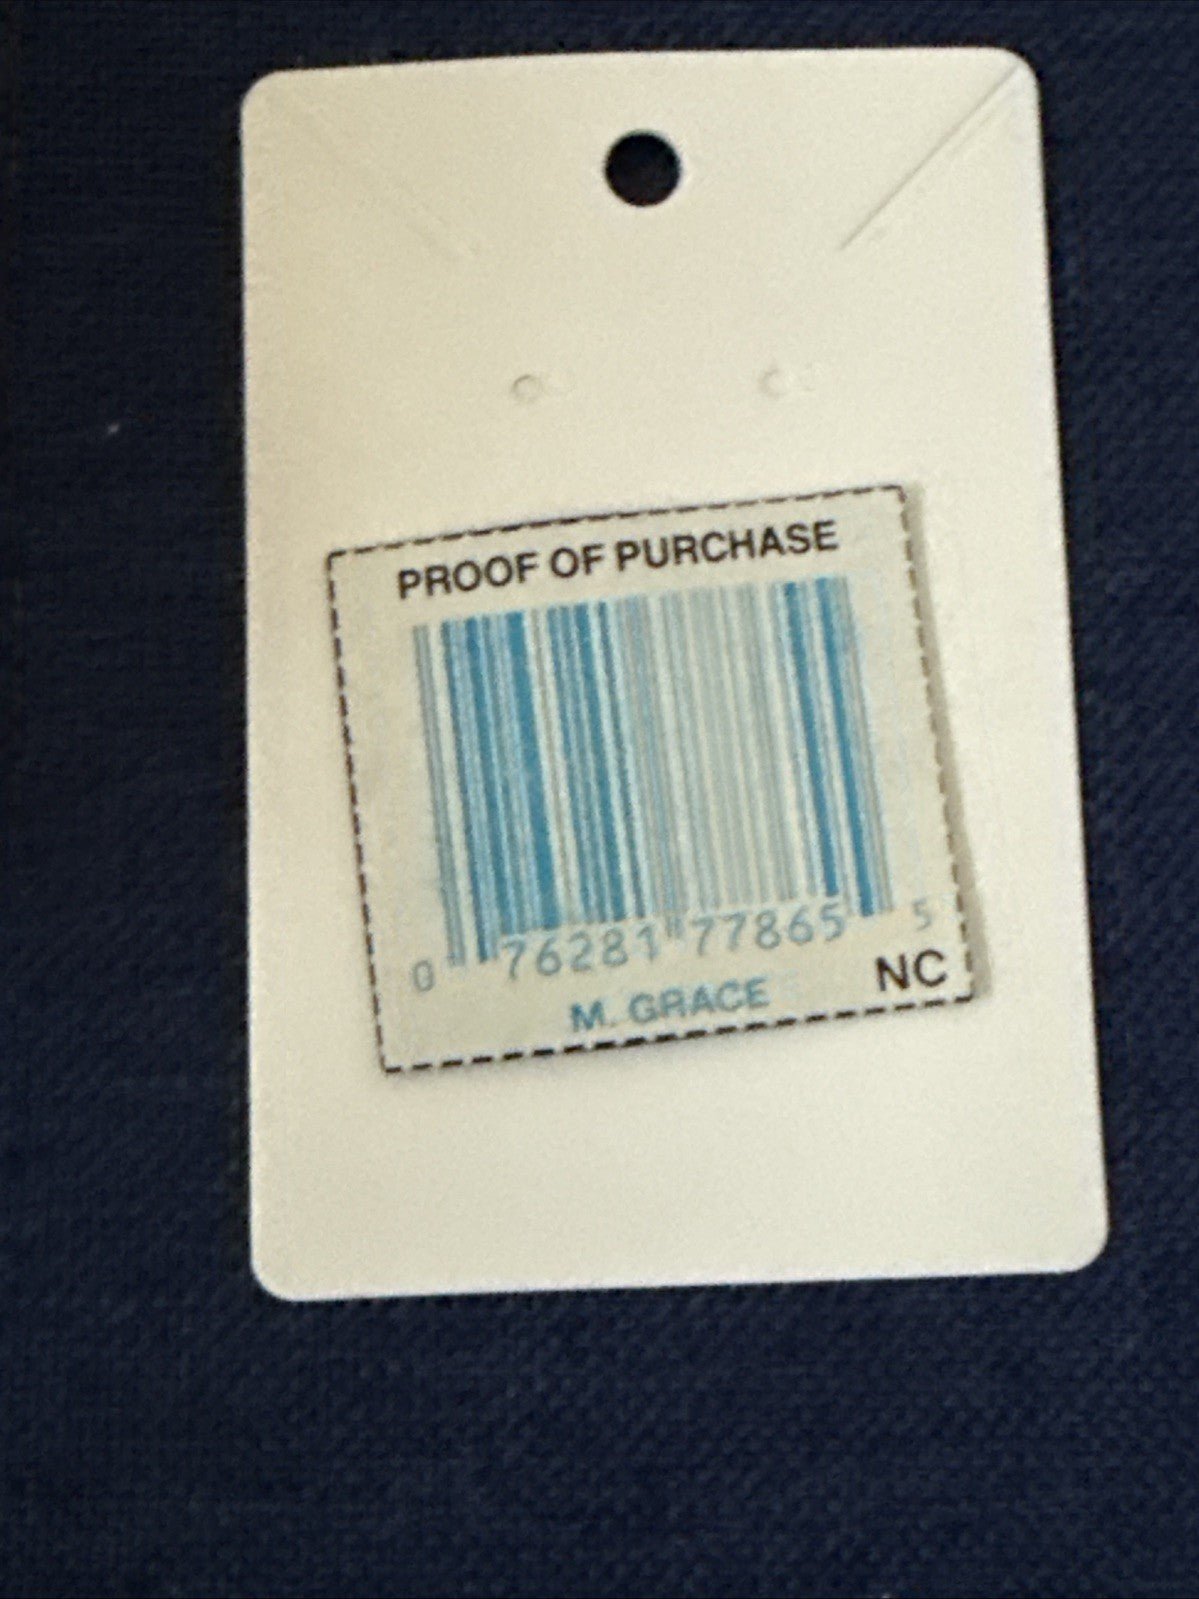 PROOF OF PURCHASE
0 76281 77865 5
M. GRACE NC